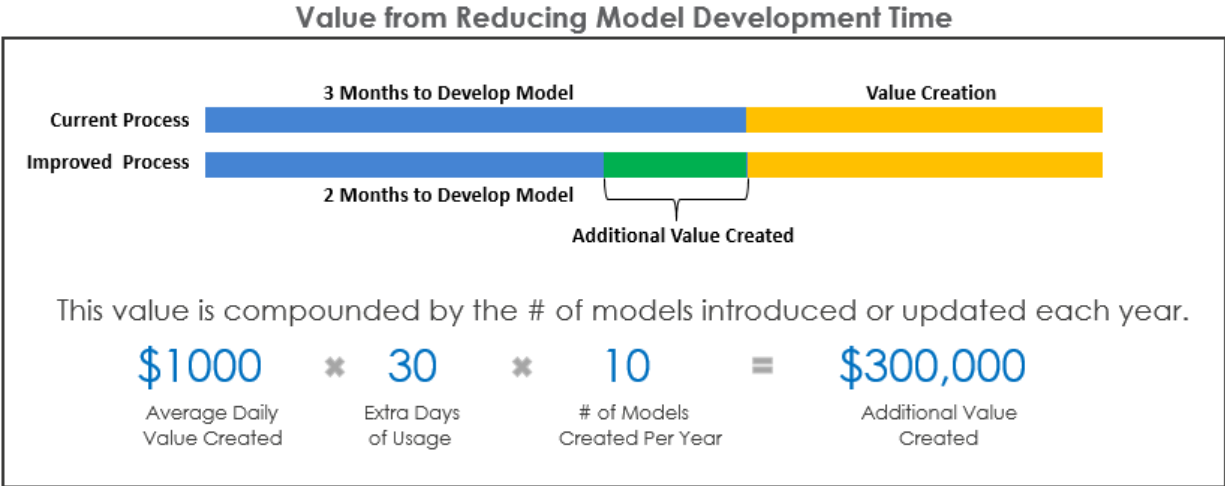 Value from Reducing Model Development Time
3 Months to Develop Model
Value Creation
Current Process
Improved Process
2 Months to Develop Model
Additional Value Created
This value is compounded by the # of models introduced or updated each year.
$1000 × 30 × 10 = $300,000
Average Daily Extra Days # of Models Additional Value
Value Created of Usage Created Per Year Created